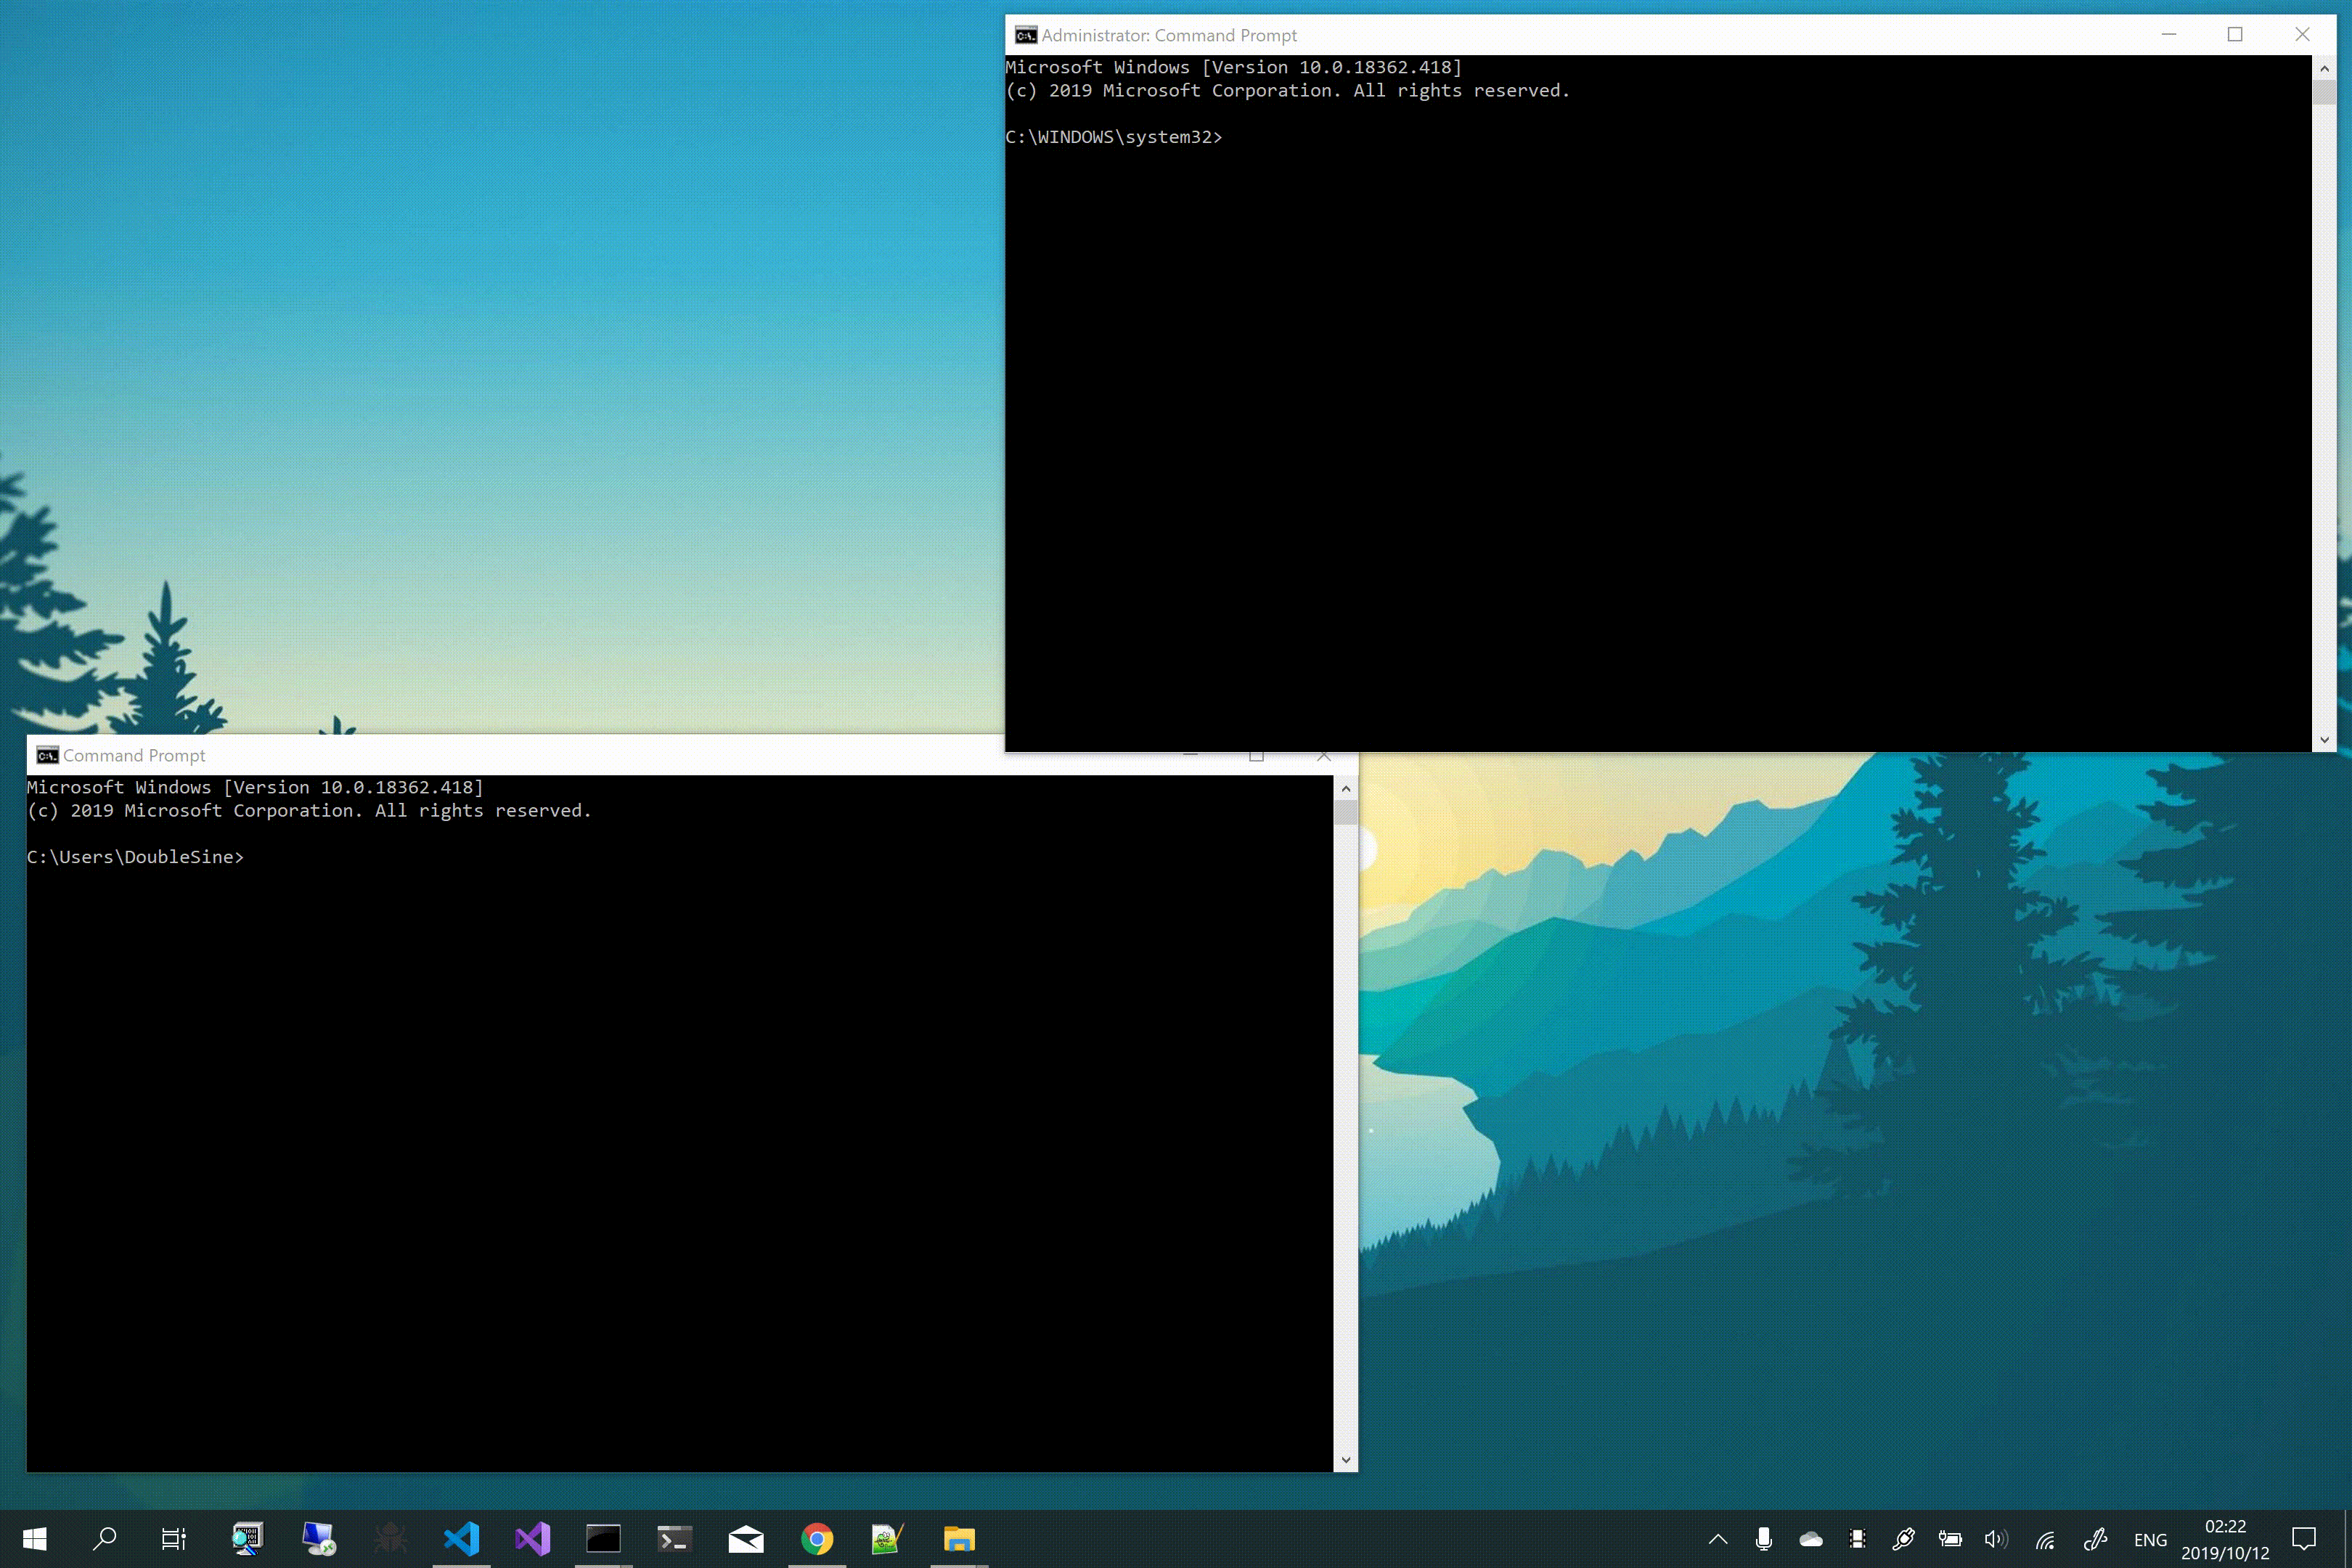 Administrator: Command Prompt
Microsoft Windows [Version 10.0.18362.418]
(c) 2019 Microsoft Corporation. All rights reserved.
C:\WINDOWS\system32>
Command Prompt
Microsoft Windows [Version 10.0.18362.418]
(c) 2019 Microsoft Corporation. All rights reserved.
C:\Users\DoubleSine>
ENG
02:22
2019/10/12